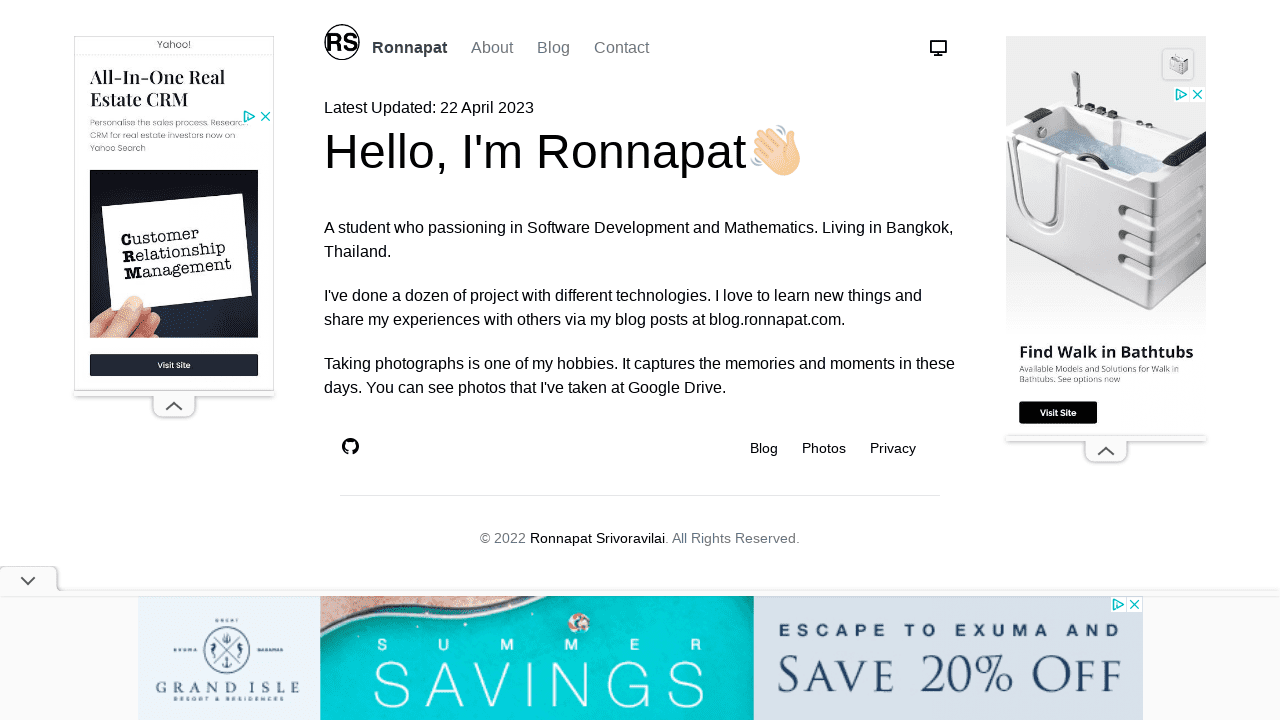 RS
Ronnapat
About
Blog
Contact
Latest Updated: 22 April 2023
Hello, I'm Ronnapat
A student who passioning in Software Development and Mathematics. Living in Bangkok,
Thailand.
I've done a dozen of project with different technologies. I love to learn new things and
share my experiences with others via my blog posts at blog.ronnapat.com.
Taking photographs is one of my hobbies. It captures the memories and moments in these
days. You can see photos that I've taken at Google Drive.
Blog
Photos
Privacy
© 2022 Ronnapat Srivoravilai. All Rights Reserved.
Yahoo!
All-In-One Real
Estate CRM
Personalise the sales process. Research
CRM for real estate investors now on
Yahoo Search
Customer
Relationship
Management
Visit Site
Find Walk in Bathtubs
Available Models and Solutions for Walk in
Bathtubs. See options now
Visit Site
GREAT
EXUMA BAHAMAS
GRAND ISLE
RESORT & RESIDENCES
SUMMER
SAVINGS
ESCAPE TO EXUMA AND
SAVE 20% OFF